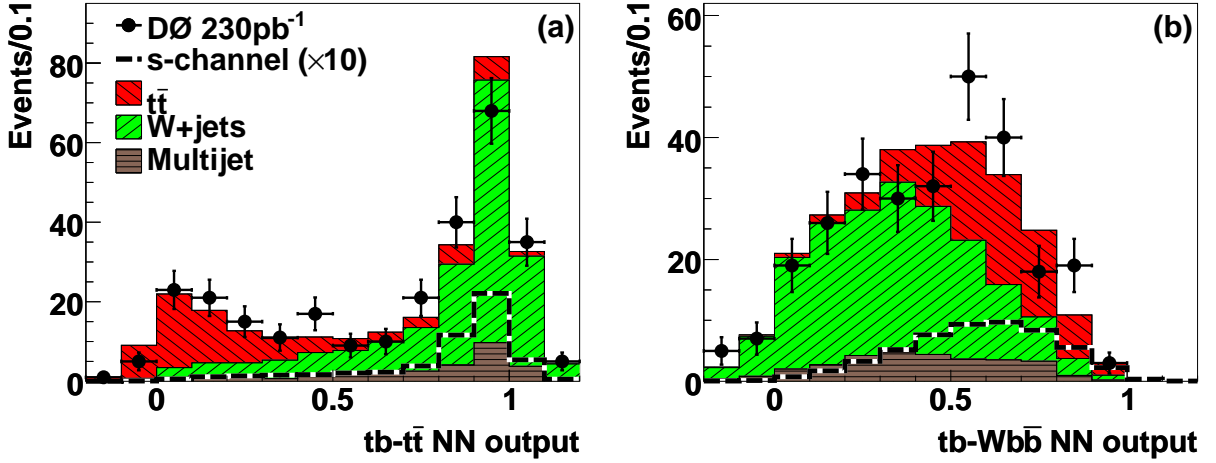 Events/0.1
(a)
DØ 230pb⁻¹
s-channel (×10)
tt̄
W+jets
Multijet
80
60
40
20
0
0 0.5 1
tb-tt̄ NN output
Events/0.1
(b)
60
40
20
0
0 0.5 1
tb-Wbb̄ NN output